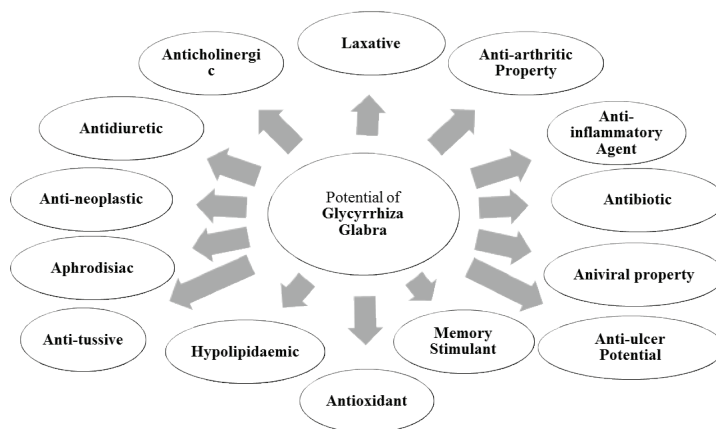 Laxative
Anticholinergi
c
Anti-arthritic
Property
Antidiuretic
Anti-
inflammatory
Agent
Potential of
Glycyrrhiza
Glabra
Anti-neoplastic
Antibiotic
Aphrodisiac
Aniviral property
Anti-tussive
Hypolipidaemic
Memory
Stimulant
Anti-ulcer
Potential
Antioxidant